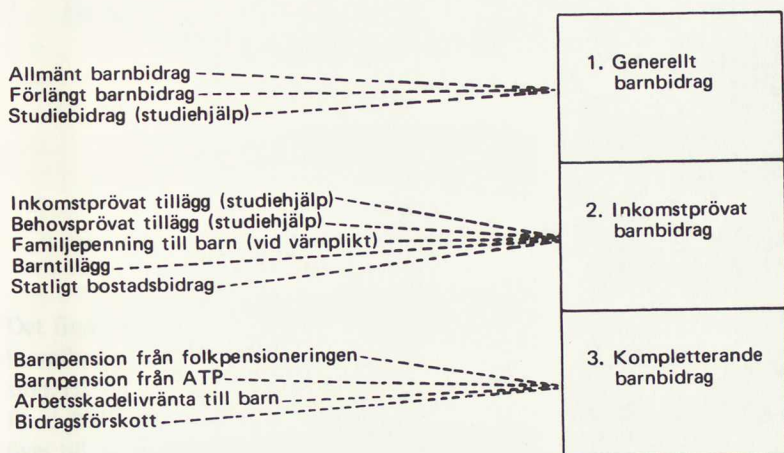 Allmänt barnbidrag
Förlängt barnbidrag
Studiebidrag (studiehjälp)
1. Generellt
barnbidrag
Inkomstprövat tillägg (studiehjälp)
Behovsprövat tillägg (studiehjälp)
Familjepenning till barn (vid värnplikt)
Barntillägg
Statligt bostadsbidrag
2. Inkomstprövat
barnbidrag
Barnpension från folkpensioneringen
Barnpension från ATP
Arbetsskadelivränta till barn
Bidragsförskott
3. Kompletterande
barnbidrag